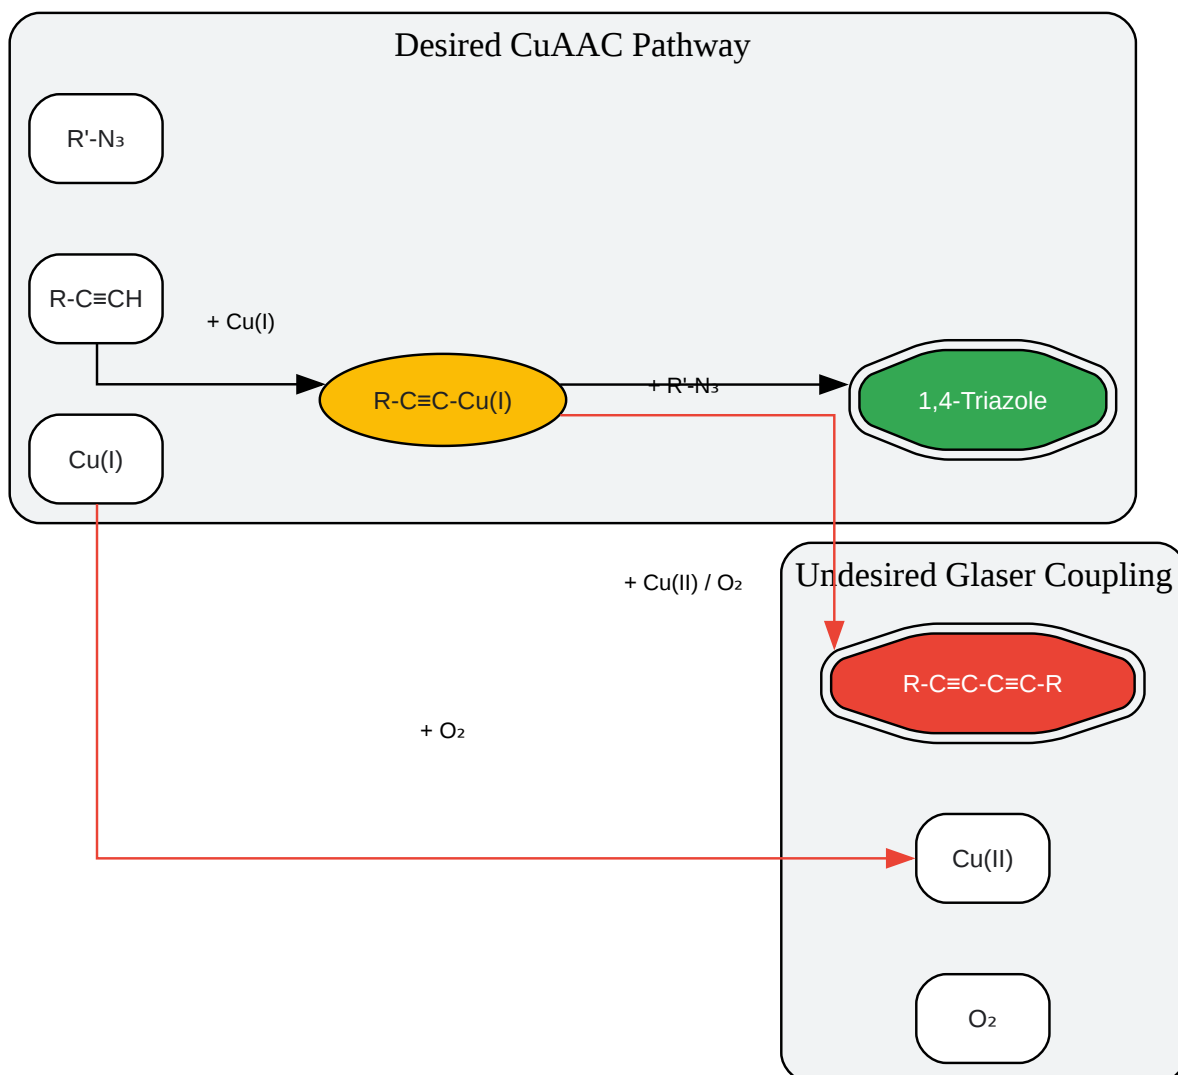 Desired CuAAC Pathway
R'-N₃
R-C≡CH
+ Cu(I)
R-C≡C-Cu(I)
+ R'-N₃
1,4-Triazole
Cu(I)
+ Cu(II) / O₂
Undesired Glaser Coupling
R-C≡C-C≡C-R
+ O₂
Cu(II)
O₂